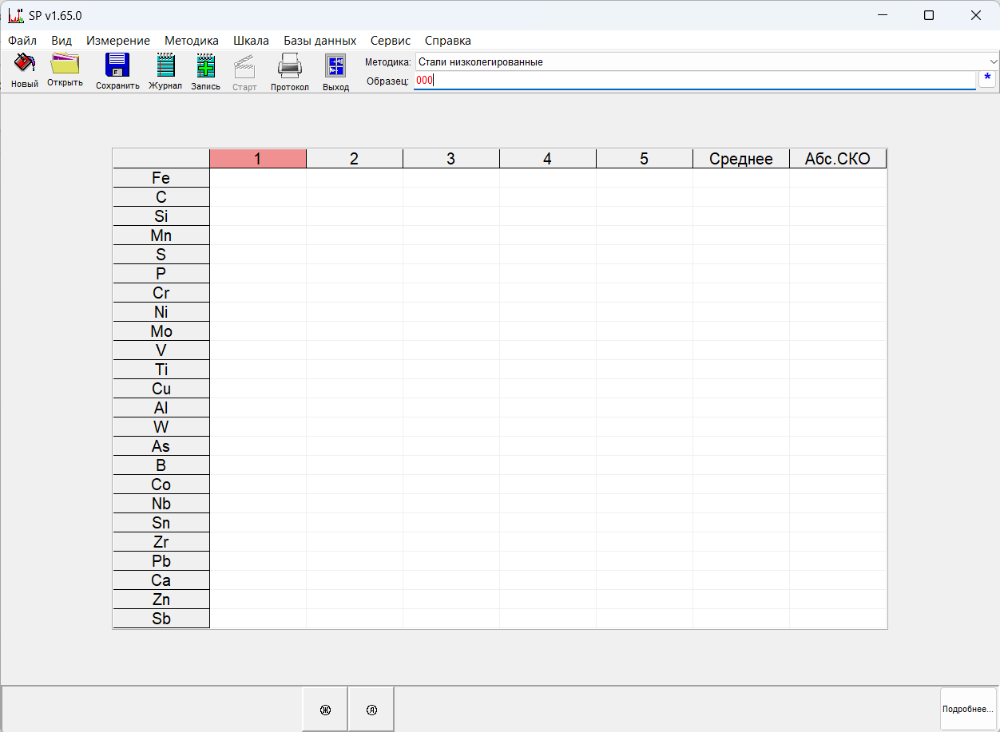 SP v1.65.0
Файл Вид Измерение Методика Шкала Базы данных Сервис Справка
Новый Открыть Сохранить Журнал Запись Старт Протокол Выход
Методика: Стали низколегированные
Образец: 000 *
1 2 3 4 5 Среднее Абс.СКО
Fe
C
Si
Mn
S
P
Cr
Ni
Mo
V
Ti
Cu
Al
W
As
B
Co
Nb
Sn
Zr
Pb
Ca
Zn
Sb
Ж Я Подробнее...